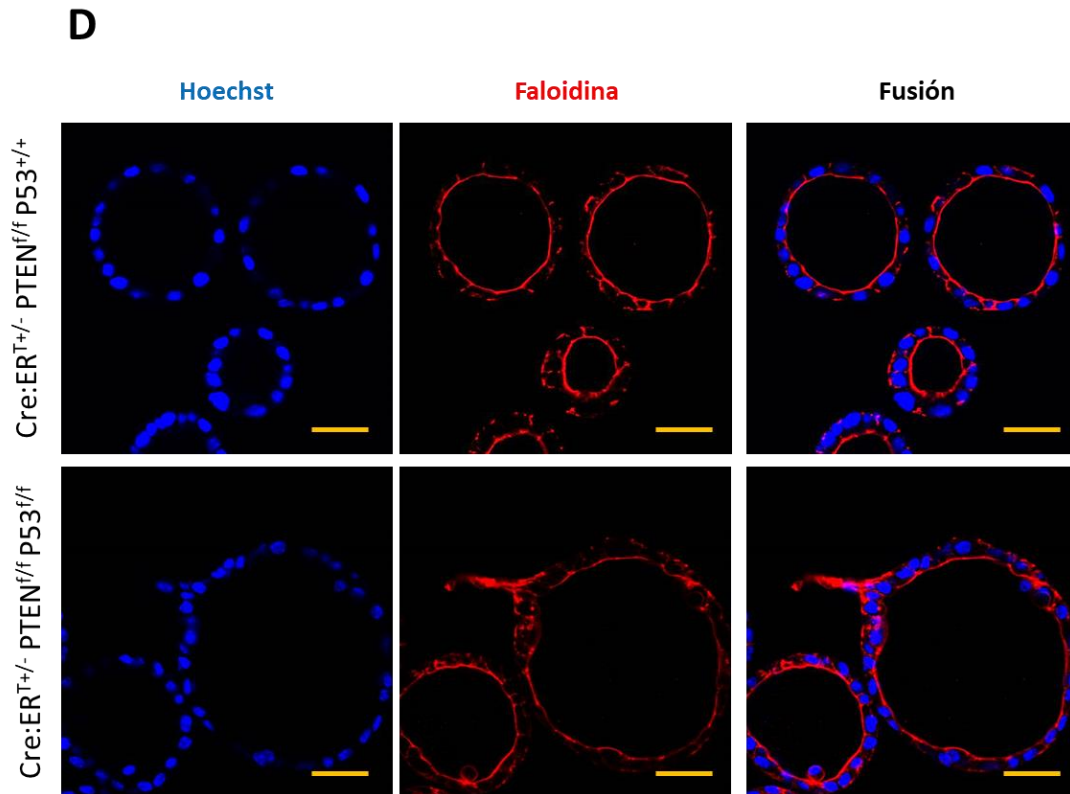 D
Hoechst Faloidina Fusión
Cre:ERT+/- PTENf/f P53+/+
Cre:ERT+/- PTENf/f P53f/f